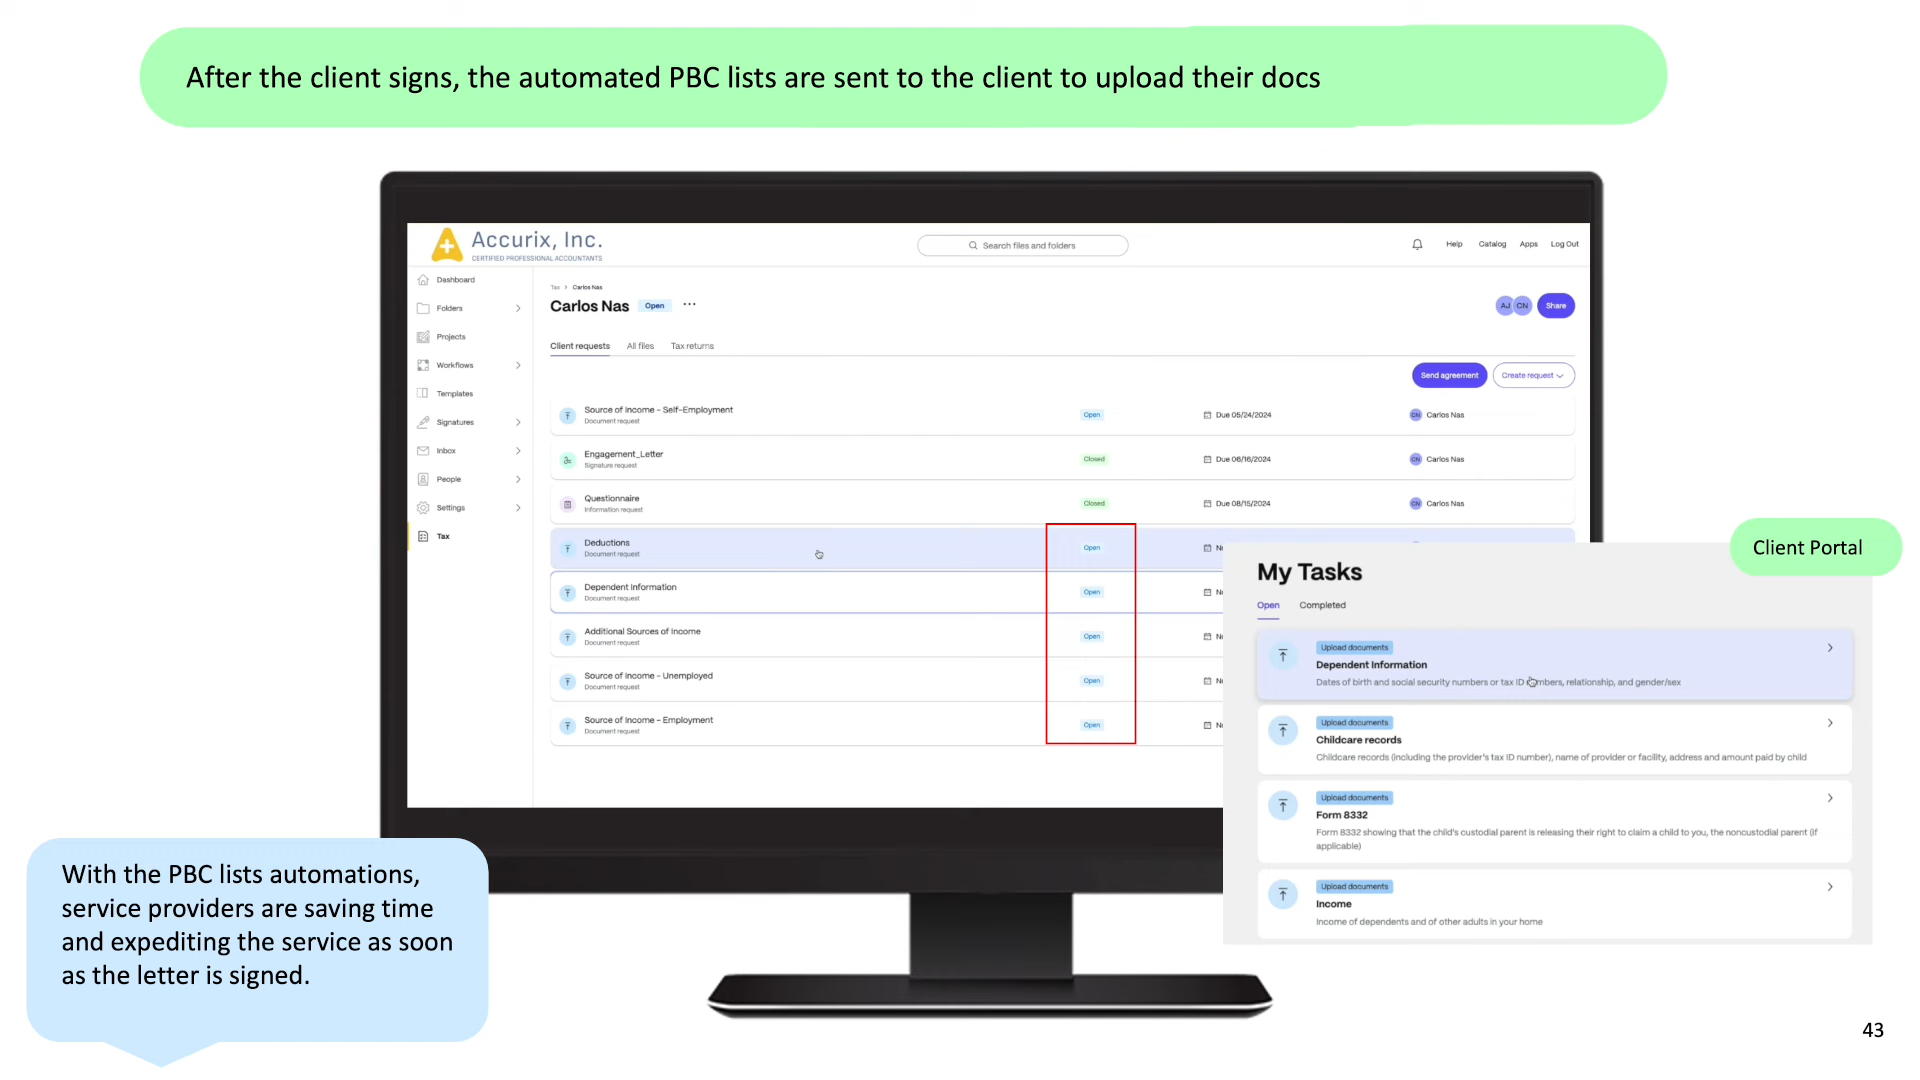 After the client signs, the automated PBC lists are sent to the client to upload their docs
Accurix, Inc.
CERTIFIED PROFESSIONAL ACCOUNTANTS
Search files and folders
Help
Catalog
Apps
Log Out
Dashboard
Folders
Projects
Workflows
Templates
Signatures
Inbox
People
Settings
Tax
Tax > Carlos Nas
Carlos Nas
Open
AJ
CN
Share
Client requests
All files
Tax returns
Send agreement
Create request
Source of Income - Self-Employment
Document request
Open
Due 05/24/2024
CN
Carlos Nas
Engagement_Letter
Signature request
Closed
Due 06/16/2024
CN
Carlos Nas
Questionnaire
Information request
Closed
Due 08/15/2024
CN
Carlos Nas
Deductions
Document request
Open
Dependent Information
Document request
Open
Additional Sources of Income
Document request
Open
Source of Income - Unemployed
Document request
Open
Source of Income - Employment
Document request
Open
Client Portal
My Tasks
Open
Completed
Upload documents
Dependent Information
Dates of birth and social security numbers or tax ID numbers, relationship, and gender/sex
Upload documents
Childcare records
Childcare records (including the provider's tax ID number), name of provider or facility, address and amount paid by child
Upload documents
Form 8332
Form 8332 showing that the child's custodial parent is releasing their right to claim a child to you, the noncustodial parent (if
applicable)
Upload documents
Income
Income of dependents and of other adults in your home
With the PBC lists automations,
service providers are saving time
and expediting the service as soon
as the letter is signed.
43